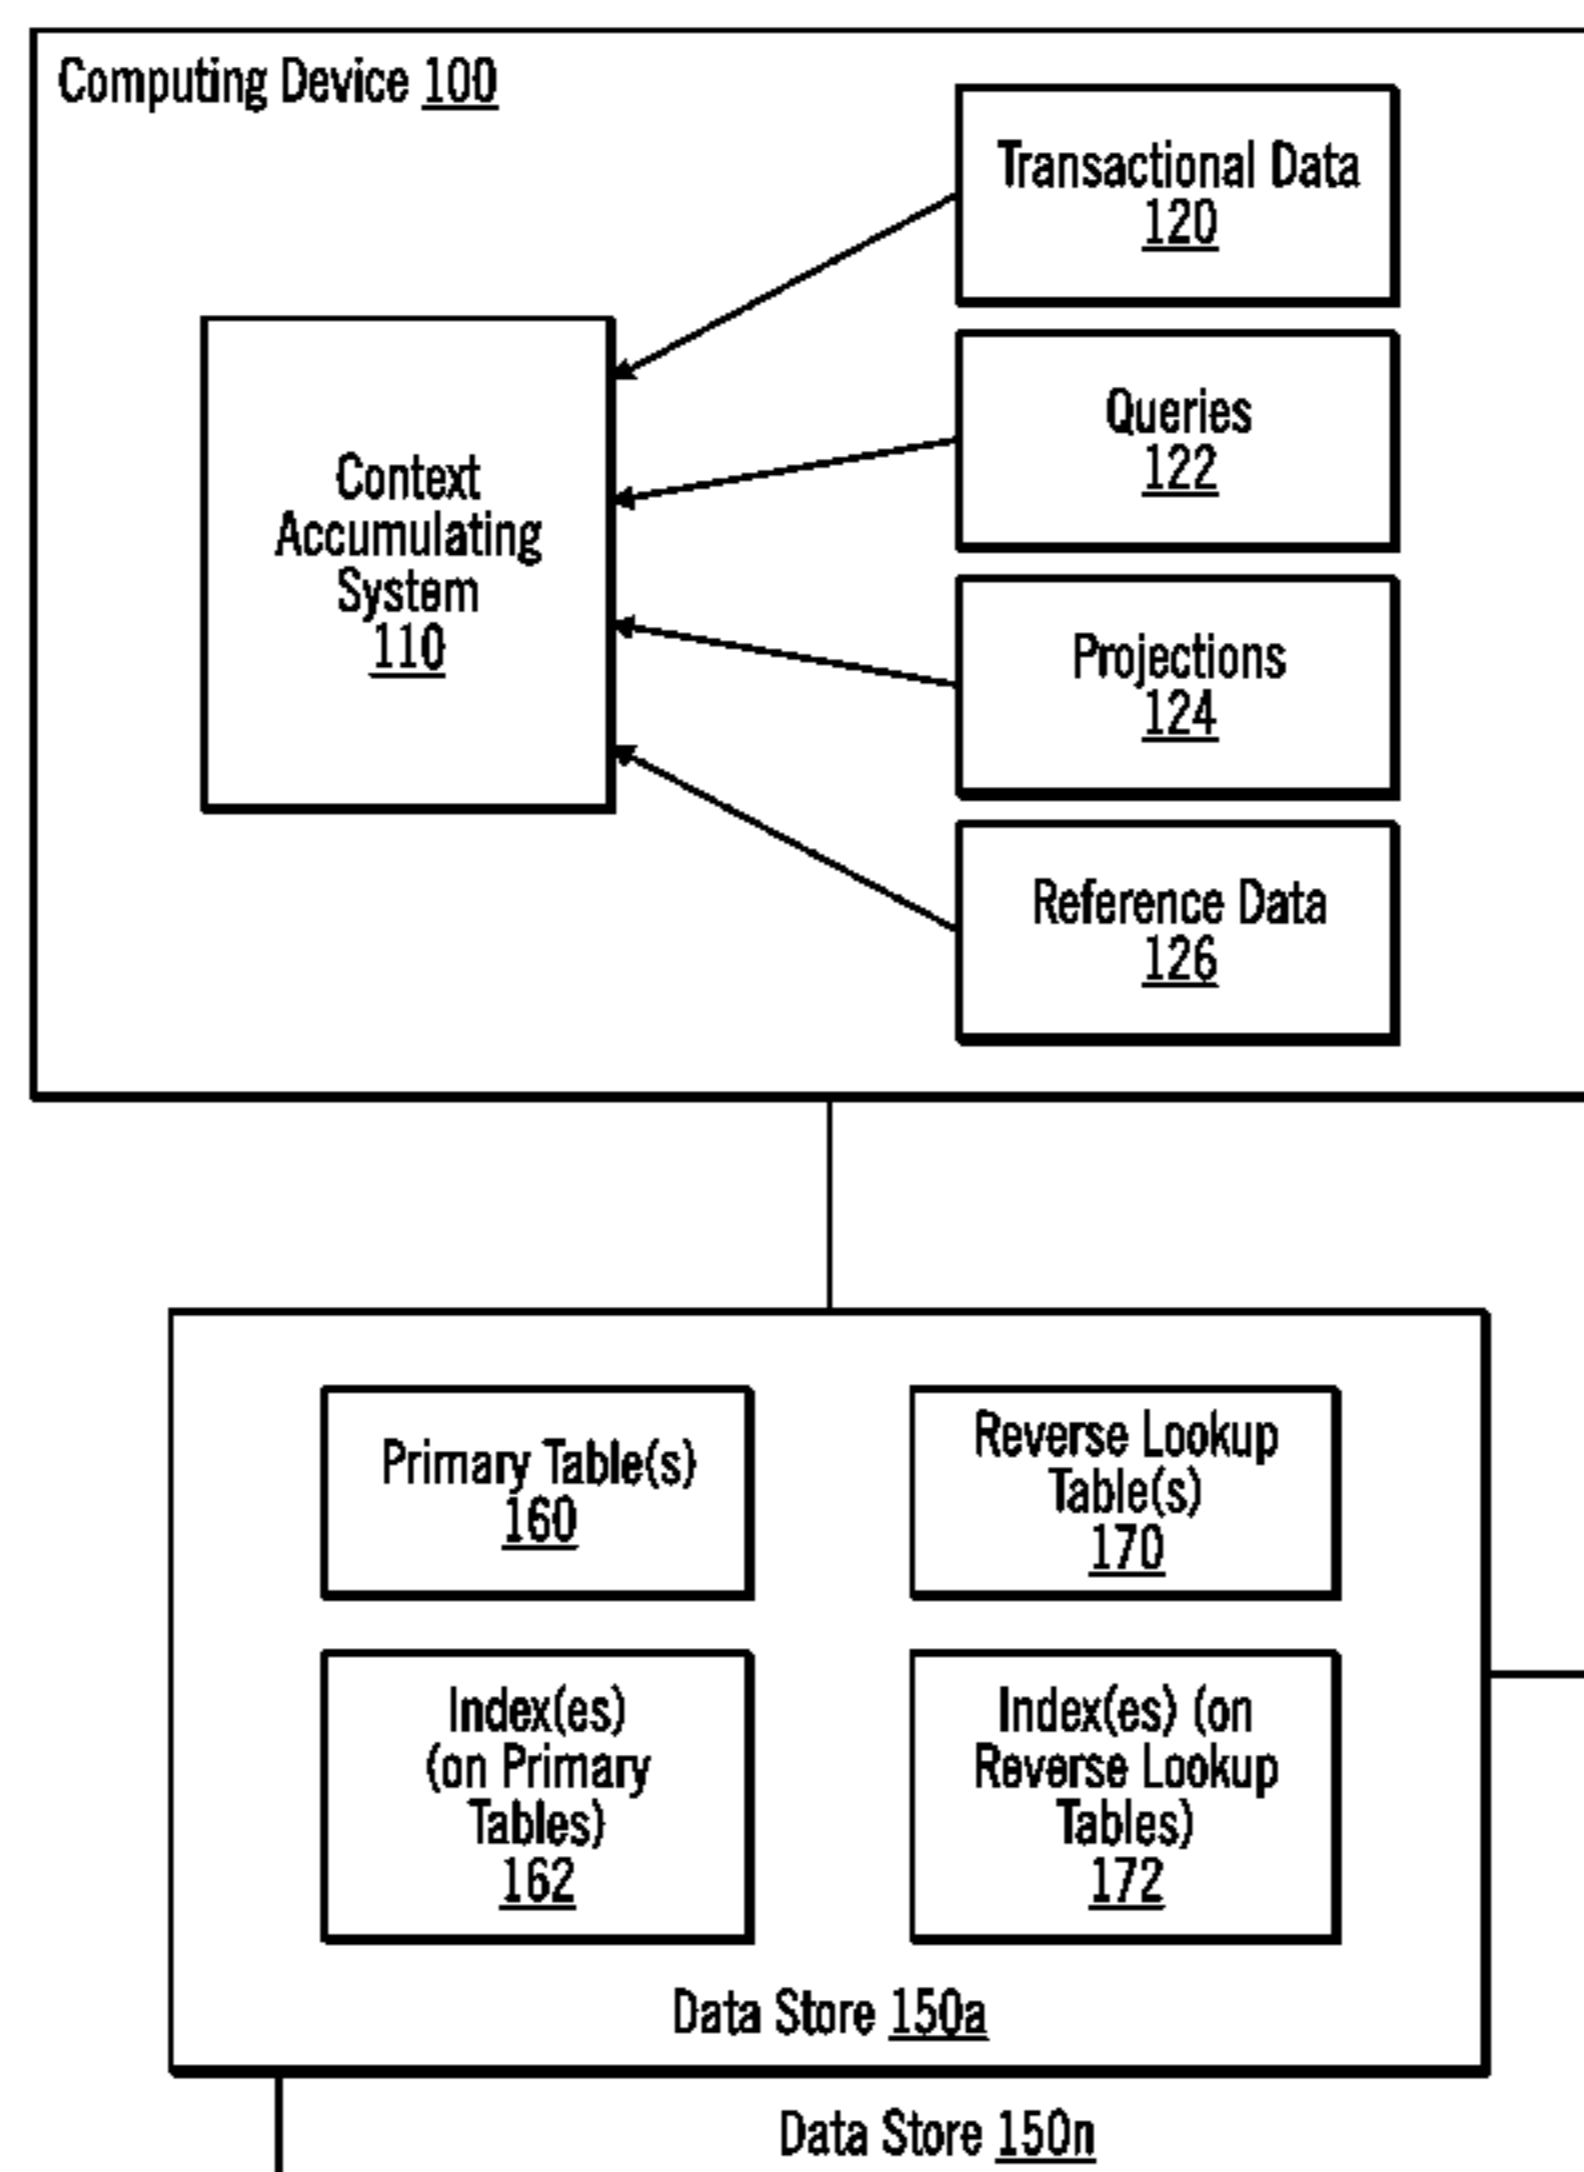 Computing Device 100
Transactional Data
120
Queries
122
Context
Accumulating
System
110
Projections
124
Reference Data
126
Primary Table(s)
160
Reverse Lookup
Table(s)
170
Index(es)
(on Primary
Tables)
162
Index(es) (on
Reverse Lookup
Tables)
172
Data Store 150a
Data Store 150n